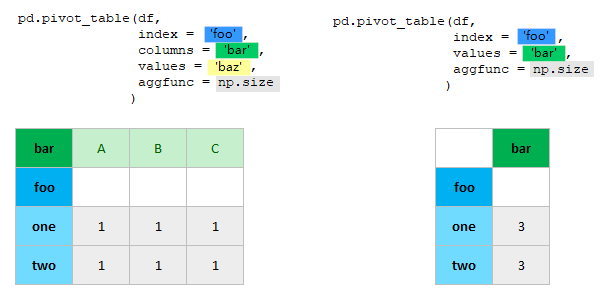 pd.pivot_table(df,
index = 'foo',
columns = 'bar',
values = 'baz',
aggfunc = np.size
)
bar A B C
foo
one 1 1 1
two 1 1 1
pd.pivot_table(df,
index = 'foo',
values = 'bar',
aggfunc = np.size
)
bar
foo
one 3
two 3